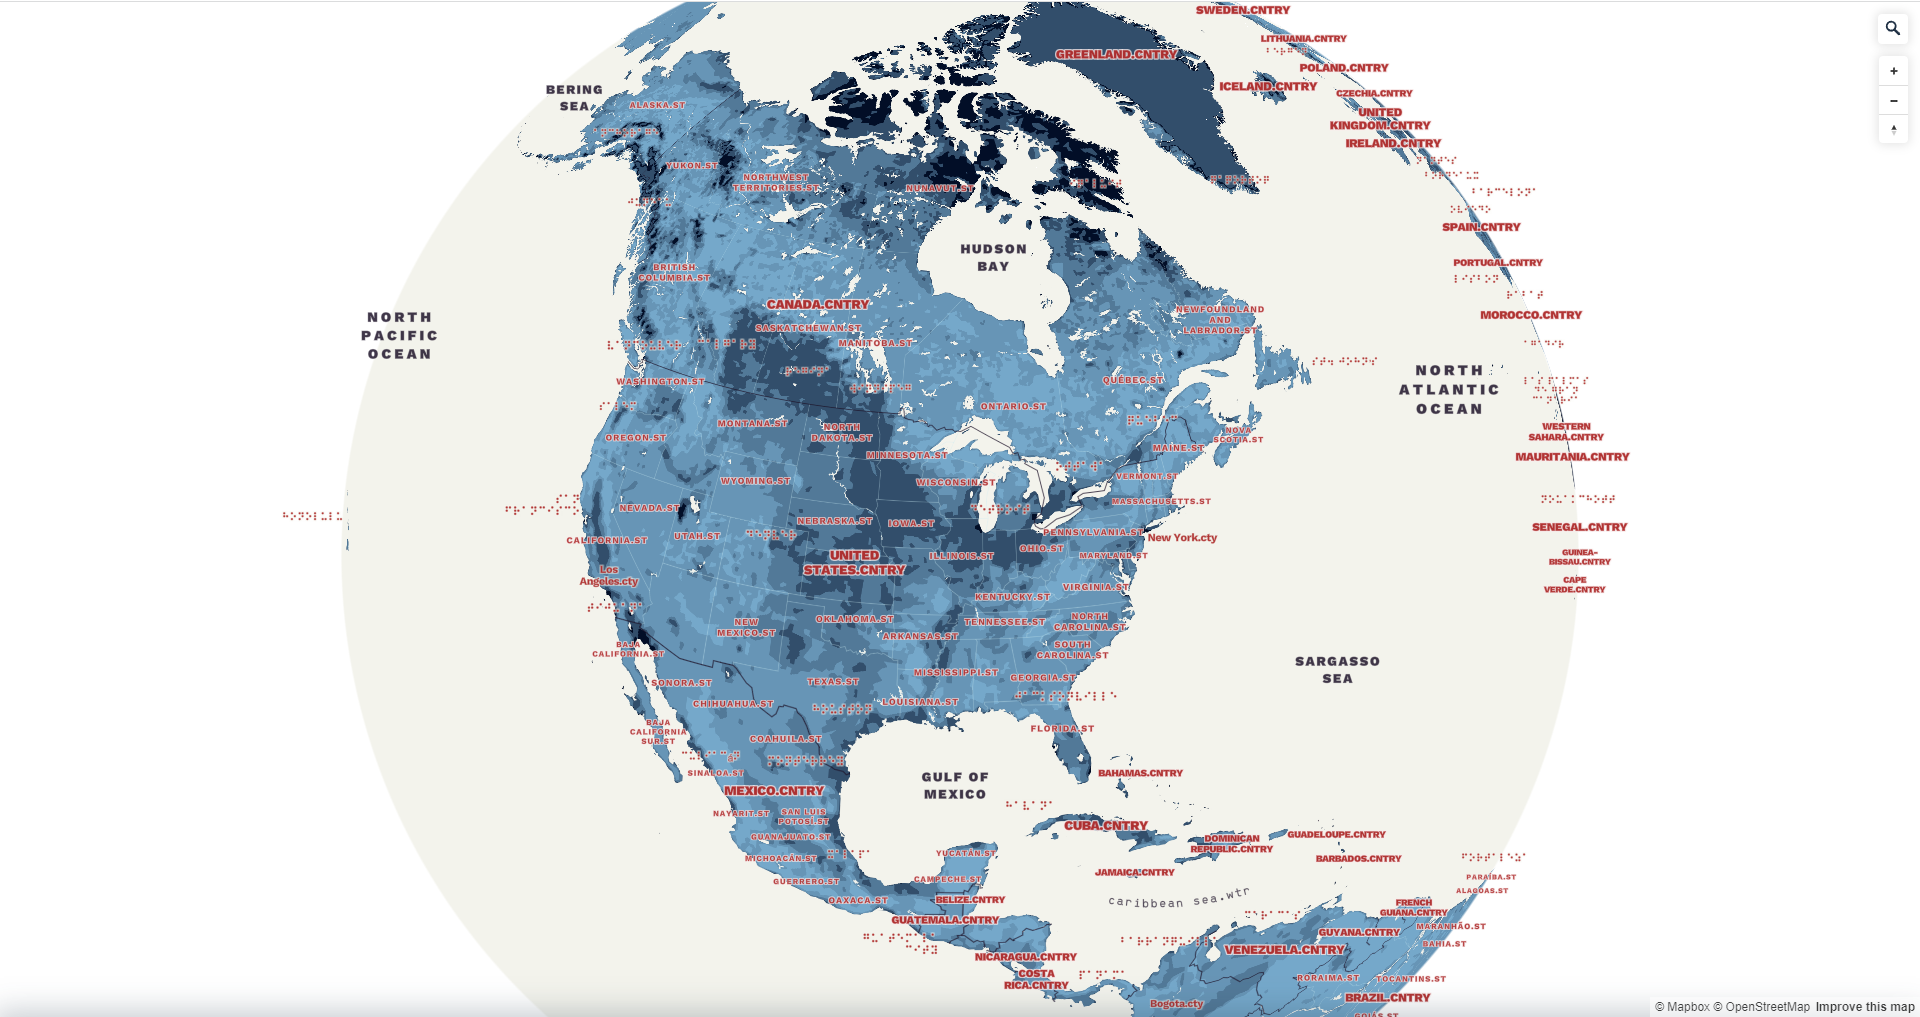 SWEDEN.CNTRY
LITHUANIA.CNTRY
GREENLAND.CNTRY
POLAND.CNTRY
ICELAND.CNTRY
CZECHIA.CNTRY
BERING
SEA
ALASKA.ST
UNITED
KINGDOM.CNTRY
IRELAND.CNTRY
YUKON.ST
NORTHWEST
TERRITORIES.ST
NUNAVUT.ST
SPAIN.CNTRY
HUDSON
BAY
PORTUGAL.CNTRY
BRITISH
COLUMBIA.ST
CANADA.CNTRY
NEWFOUNDLAND
AND
LABRADOR.ST
MOROCCO.CNTRY
NORTH
PACIFIC
OCEAN
SASKATCHEWAN.ST
MANITOBA.ST
WASHINGTON.ST
QUÉBEC.ST
NORTH
ATLANTIC
OCEAN
ONTARIO.ST
MONTANA.ST
NORTH
DAKOTA.ST
OREGON.ST
NOVA
SCOTIA.ST
WESTERN
SAHARA.CNTRY
MAINE.ST
MINNESOTA.ST
MAURITANIA.CNTRY
WYOMING.ST
WISCONSIN.ST
VERMONT.ST
MASSACHUSETTS.ST
NEVADA.ST
NEBRASKA.ST
IOWA.ST
SENEGAL.CNTRY
CALIFORNIA.ST
UTAH.ST
PENNSYLVANIA.ST
New York.cty
UNITED
STATES.CNTRY
ILLINOIS.ST
OHIO.ST
MARYLAND.ST
GUINEA-
BISSAU.CNTRY
Los
Angeles.cty
KENTUCKY.ST
VIRGINIA.ST
CAPE
VERDE.CNTRY
NEW
MEXICO.ST
OKLAHOMA.ST
TENNESSEE.ST
NORTH
CAROLINA.ST
ARKANSAS.ST
BAJA
CALIFORNIA.ST
SOUTH
CAROLINA.ST
SARGASSO
SEA
SONORA.ST
TEXAS.ST
MISSISSIPPI.ST
GEORGIA.ST
CHIHUAHUA.ST
LOUISIANA.ST
BAJA
CALIFORNIA
SUR.ST
COAHUILA.ST
FLORIDA.ST
SINALOA.ST
GULF OF
MEXICO
BAHAMAS.CNTRY
MEXICO.CNTRY
NAYARIT.ST
SAN LUIS
POTOSÍ.ST
GUANAJUATO.ST
CUBA.CNTRY
DOMINICAN
REPUBLIC.CNTRY
GUADELOUPE.CNTRY
MICHOACÁN.ST
YUCATÁN.ST
BARBADOS.CNTRY
GUERRERO.ST
CAMPECHE.ST
JAMAICA.CNTRY
PARAÍBA.ST
ALAGOAS.ST
OAXACA.ST
BELIZE.CNTRY
caribbean sea.wtr
FRENCH
GUIANA.CNTRY
GUATEMALA.CNTRY
GUYANA.CNTRY
MARANHÃO.ST
VENEZUELA.CNTRY
BAHIA.ST
NICARAGUA.CNTRY
COSTA
RICA.CNTRY
RORAIMA.ST
TOCANTINS.ST
Bogota.cty
BRAZIL.CNTRY
GOIÁS.ST
© Mapbox © OpenStreetMap Improve this map